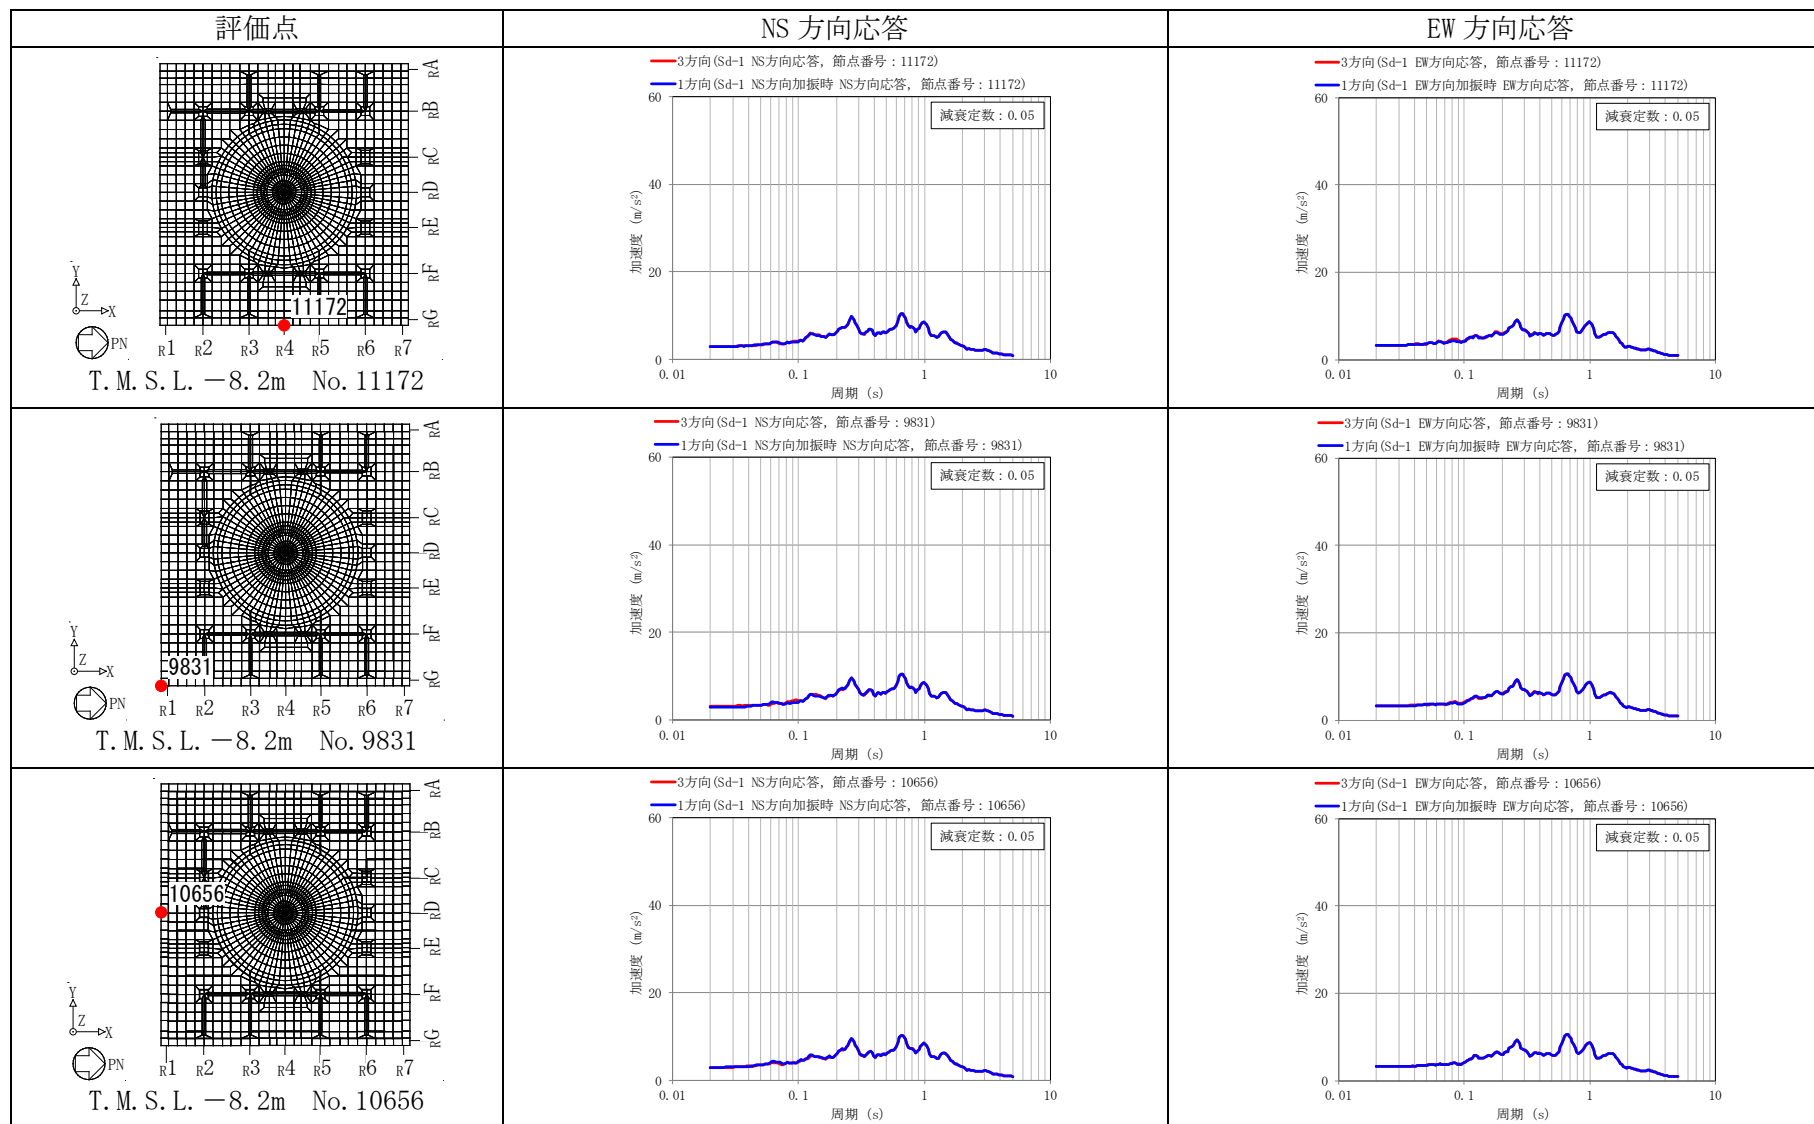 評価点 NS 方向応答 EW 方向応答
RA
RB
RC
RD
RE
RF
RG
Y
Z
X
PN
11172
R1 R2 R3 R4 R5 R6 R7
T.M.S.L. −8.2m No.11172
3方向(Sd-1 NS方向応答, 節点番号:11172)
1方向(Sd-1 NS方向加振時 NS方向応答, 節点番号:11172)
減衰定数:0.05
加速度 (m/s²)
60
40
20
0
0.01 0.1 1 10
周期 (s)
3方向(Sd-1 EW方向応答, 節点番号:11172)
1方向(Sd-1 EW方向加振時 EW方向応答, 節点番号:11172)
減衰定数:0.05
加速度 (m/s²)
60
40
20
0
0.01 0.1 1 10
周期 (s)
RA
RB
RC
RD
RE
RF
RG
Y
Z
X
PN
9831
R1 R2 R3 R4 R5 R6 R7
T.M.S.L. −8.2m No.9831
3方向(Sd-1 NS方向応答, 節点番号:9831)
1方向(Sd-1 NS方向加振時 NS方向応答, 節点番号:9831)
減衰定数:0.05
加速度 (m/s²)
60
40
20
0
0.01 0.1 1 10
周期 (s)
3方向(Sd-1 EW方向応答, 節点番号:9831)
1方向(Sd-1 EW方向加振時 EW方向応答, 節点番号:9831)
減衰定数:0.05
加速度 (m/s²)
60
40
20
0
0.01 0.1 1 10
周期 (s)
RA
RB
RC
RD
RE
RF
RG
Y
Z
X
PN
10656
R1 R2 R3 R4 R5 R6 R7
T.M.S.L. −8.2m No.10656
3方向(Sd-1 NS方向応答, 節点番号:10656)
1方向(Sd-1 NS方向加振時 NS方向応答, 節点番号:10656)
減衰定数:0.05
加速度 (m/s²)
60
40
20
0
0.01 0.1 1 10
周期 (s)
3方向(Sd-1 EW方向応答, 節点番号:10656)
1方向(Sd-1 EW方向加振時 EW方向応答, 節点番号:10656)
減衰定数:0.05
加速度 (m/s²)
60
40
20
0
0.01 0.1 1 10
周期 (s)